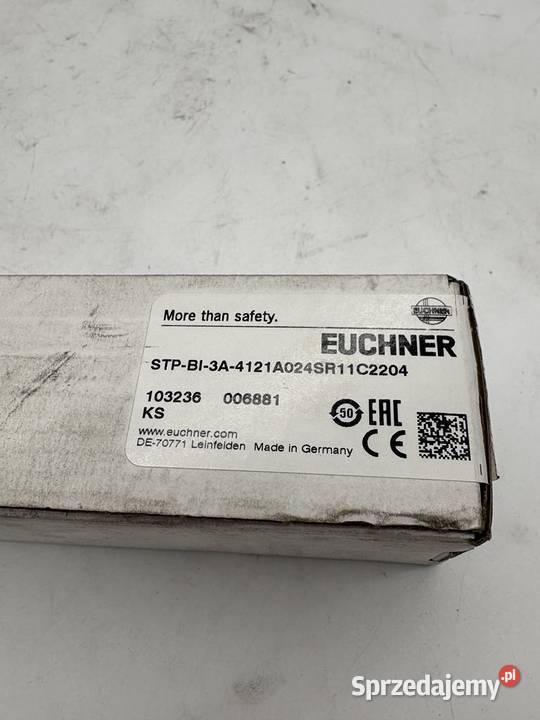 EUCHNER
More than safety.
EUCHNER
STP-BI-3A-4121A024SR11C2204
103236 006881
KS
50 EAC
CE
www.euchner.com
DE-70771 Leinfelden Made in Germany
Sprzedajemy.pl